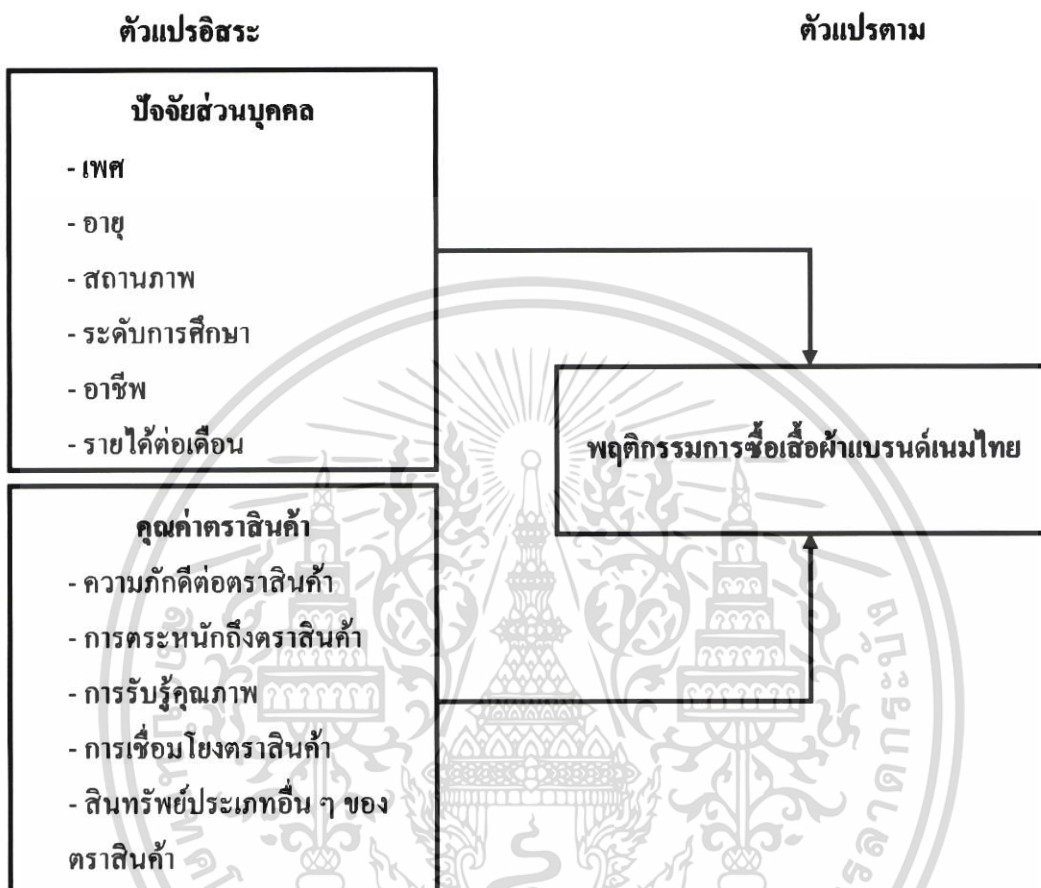 ตัวแปรอิสระ
ตัวแปรตาม
ปัจจัยส่วนบุคคล
- เพศ
- อายุ
- สถานภาพ
- ระดับการศึกษา
- อาชีพ
- รายได้ต่อเดือน
พฤติกรรมการซื้อเสื้อผ้าแบรนด์เนมไทย
คุณค่าตราสินค้า
- ความภักดีต่อตราสินค้า
- การตระหนักถึงตราสินค้า
- การรับรู้คุณภาพ
- การเชื่อมโยงตราสินค้า
- สินทรัพย์ประเภทอื่น ๆ ของ
ตราสินค้า